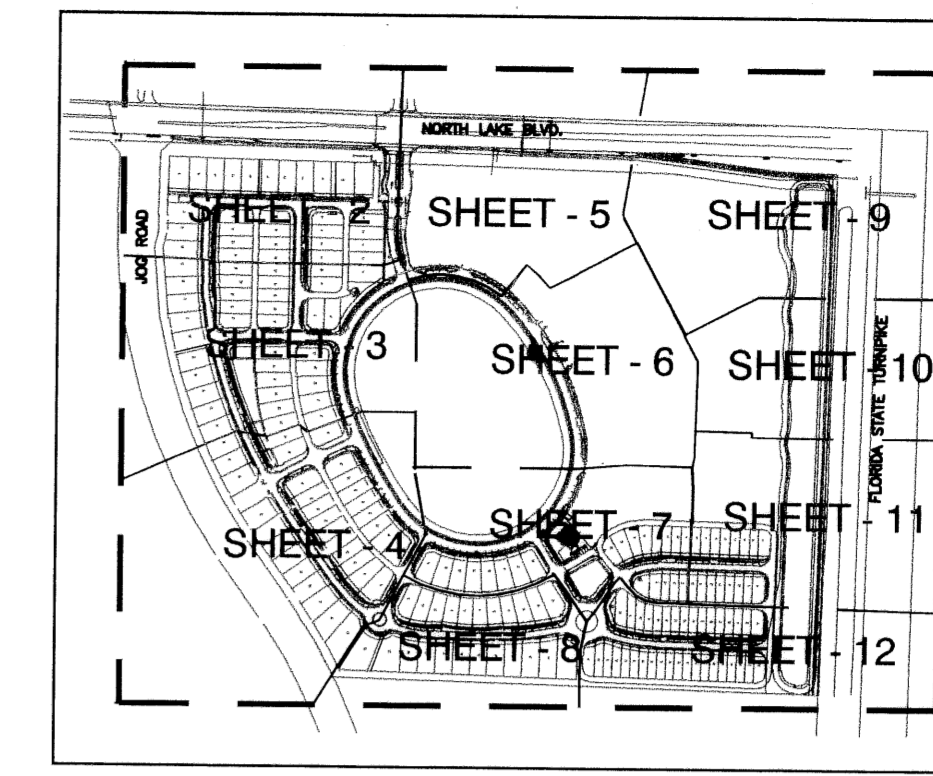 NORTH LAKE BLVD.
SHEET - 2
SHEET - 5
SHEET - 9
JOG ROAD
SHEET - 3
SHEET - 6
SHEET - 10
FLORIDA STATE TURNPIKE
SHEET - 4
SHEET - 7
SHEET - 11
SHEET - 8
SHEET - 12